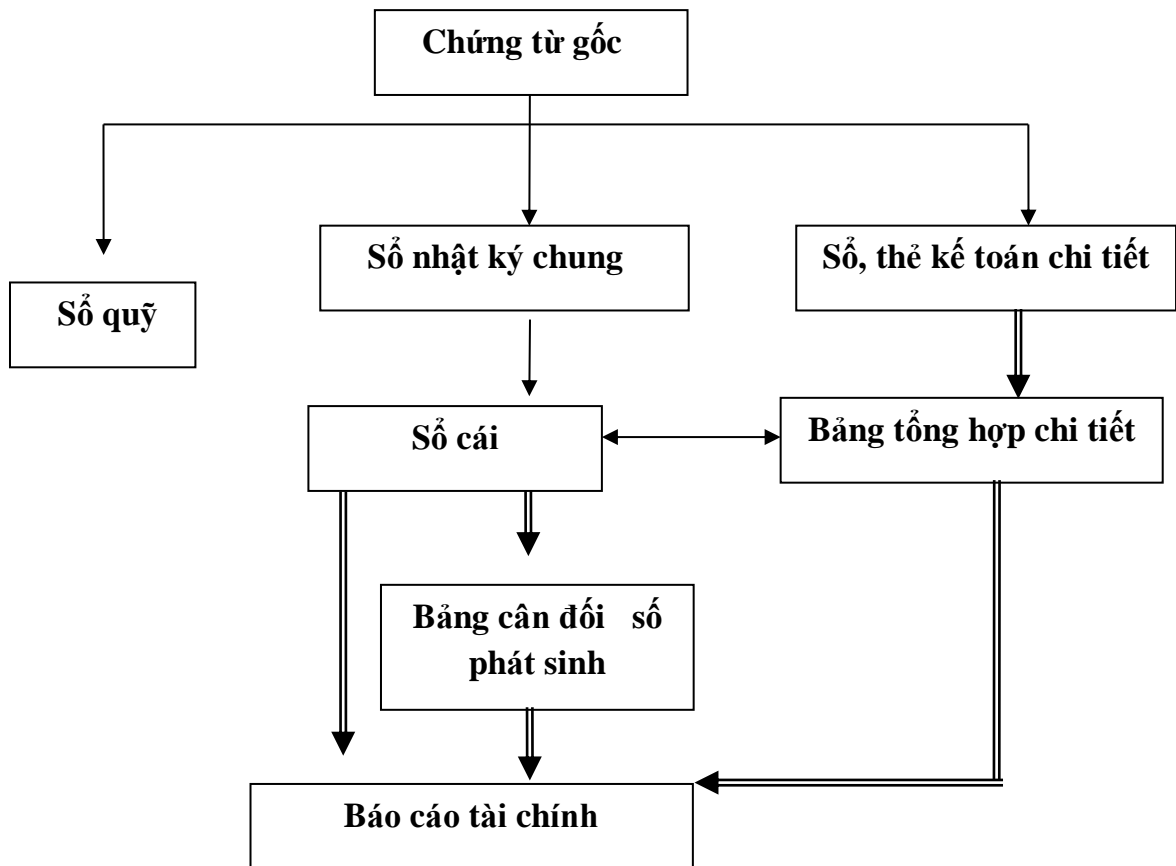 Chứng từ gốc
Sổ nhật ký chung
Sổ, thẻ kế toán chi tiết
Sổ quỹ
Sổ cái
Bảng tổng hợp chi tiết
Bảng cân đối số
phát sinh
Báo cáo tài chính